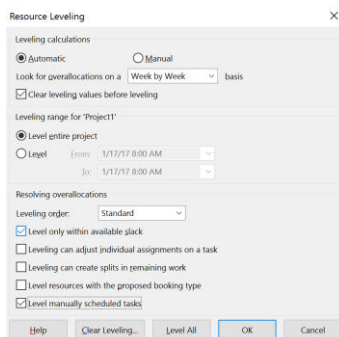 Resource Leveling
Leveling calculations
Automatic Manual
Look for overallocations on a Week by Week basis
Clear leveling values before leveling
Leveling range for 'Project1'
Level entire project
Level From: 1/17/17 8:00 AM
To: 1/17/17 8:00 AM
Resolving overallocations
Leveling order: Standard
Level only within available slack
Leveling can adjust individual assignments on a task
Leveling can create splits in remaining work
Level resources with the proposed booking type
Level manually scheduled tasks
Help Clear Leveling... Level All OK Cancel